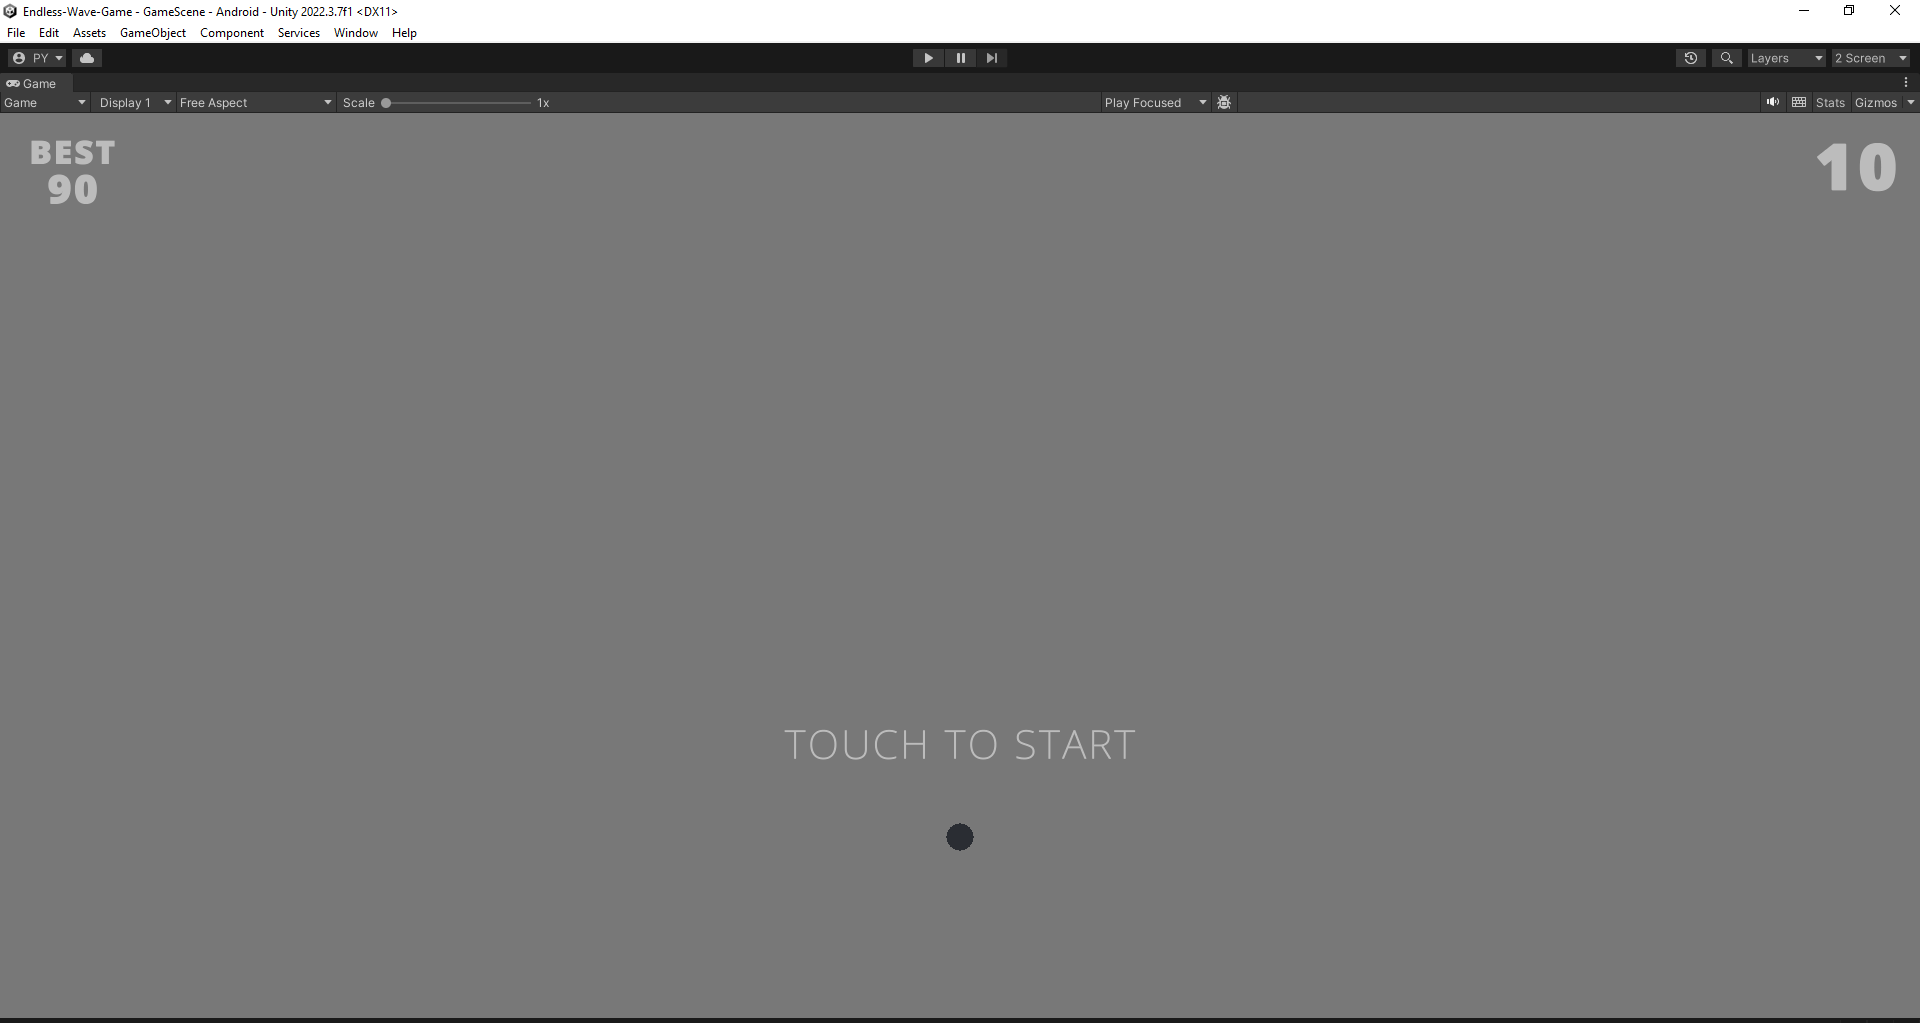 Endless-Wave-Game - GameScene - Android - Unity 2022.3.7f1 <DX11>
File Edit Assets GameObject Component Services Window Help
PY Layers 2 Screen
Game
Game Display 1 Free Aspect Scale 1x Play Focused Stats Gizmos
BEST
90
10
TOUCH TO START